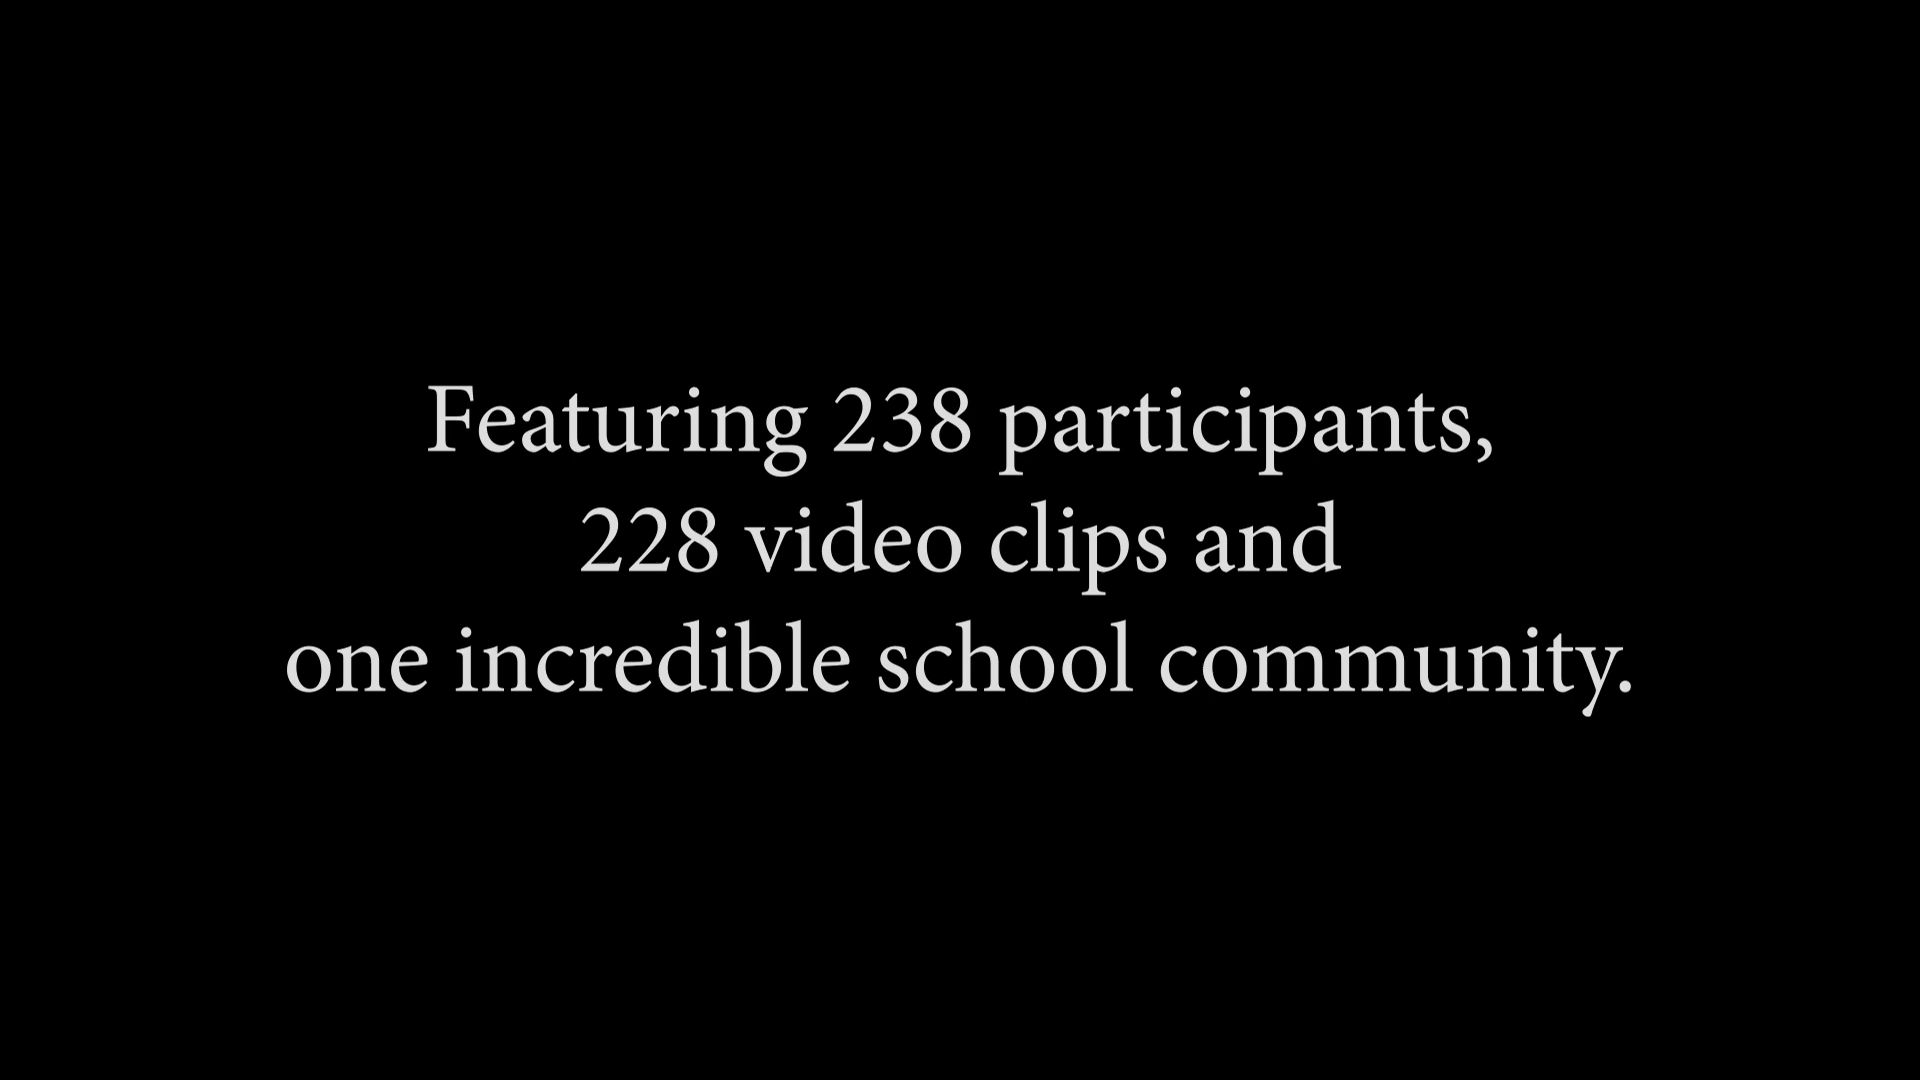 Featuring 238 participants,
228 video clips and
one incredible school community.